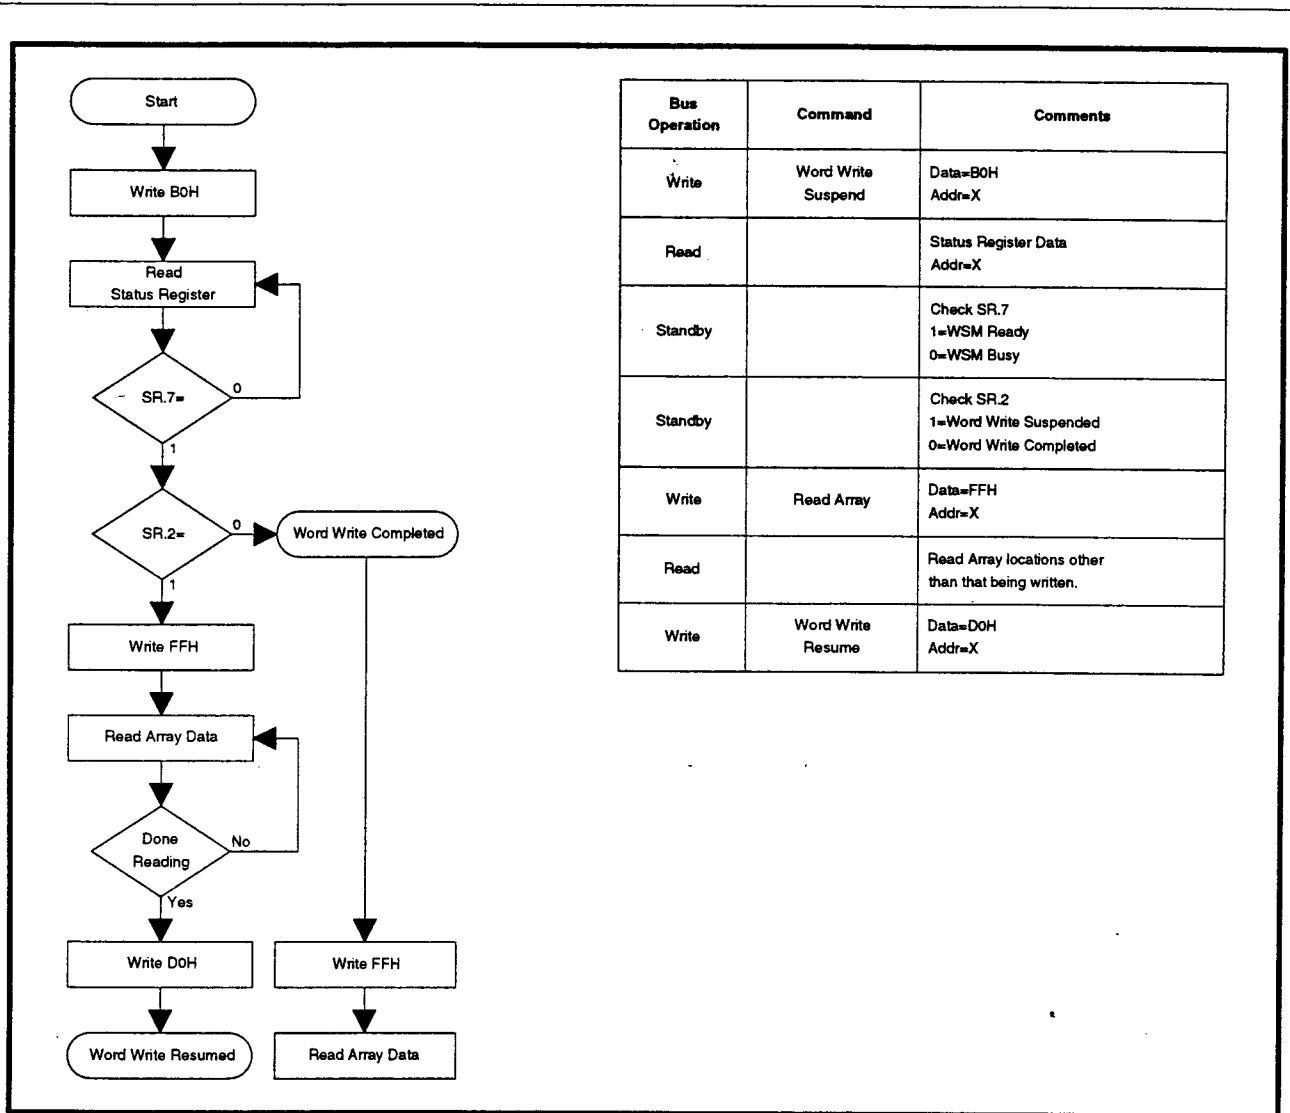 Start
Write B0H
Read
Status Register
SR.7=
0
1
SR.2=
0
Word Write Completed
1
Write FFH
Read Array Data
Done
Reading
No
Yes
Write D0H
Write FFH
Word Write Resumed
Read Array Data
Bus
Operation
Command
Comments
Write
Word Write
Suspend
Data=B0H
Addr=X
Read
Status Register Data
Addr=X
Standby
Check SR.7
1=WSM Ready
0=WSM Busy
Standby
Check SR.2
1=Word Write Suspended
0=Word Write Completed
Write
Read Array
Data=FFH
Addr=X
Read
Read Array locations other
than that being written.
Write
Word Write
Resume
Data=D0H
Addr=X